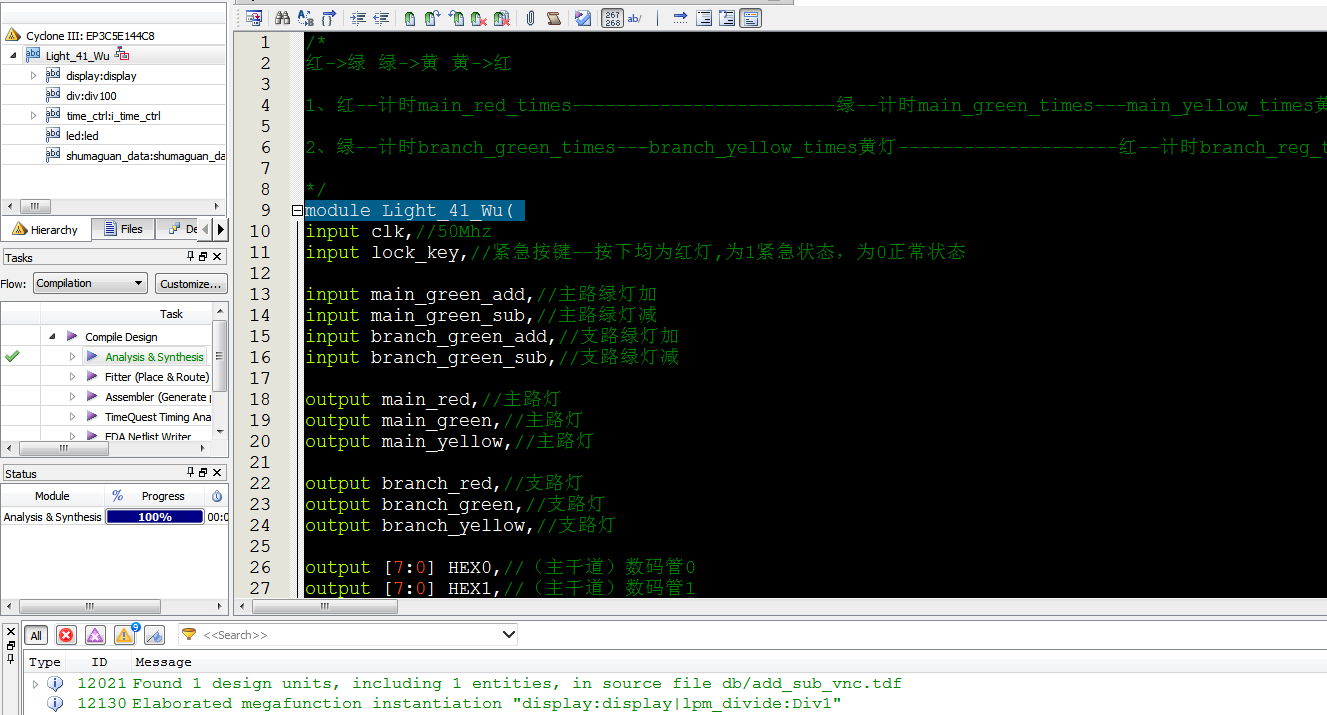 Cyclone III: EP3C5E144C8
Light_41_Wu
display:display
div:div100
time_ctrl:i_time_ctrl
led:led
shumaguan_data:shumaguan_da
Hierarchy
Files
De
Tasks
Flow:
Compilation
Customize...
Task
Compile Design
Analysis & Synthesis
Fitter (Place & Route)
Assembler (Generate
TimeQuest Timing Ana
EDA Netlist Writer
Status
Module
%
Progress
Analysis & Synthesis
100%
00:0
267
268
ab/
1 /*
2 红->绿 绿->黄 黄->红
3
4 1、红--计时main_red_times------------------------绿--计时main_green_times---main_yellow_times黄
5
6 2、绿--计时branch_green_times---branch_yellow_times黄灯--------------------红--计时branch_reg_t
7
8 */
9 module Light_41_Wu(
10 input clk,//50Mhz
11 input lock_key,//紧急按键--按下均为红灯,为1紧急状态，为0正常状态
12
13 input main_green_add,//主路绿灯加
14 input main_green_sub,//主路绿灯减
15 input branch_green_add,//支路绿灯加
16 input branch_green_sub,//支路绿灯减
17
18 output main_red,//主路灯
19 output main_green,//主路灯
20 output main_yellow,//主路灯
21
22 output branch_red,//支路灯
23 output branch_green,//支路灯
24 output branch_yellow,//支路灯
25
26 output [7:0] HEX0,//（主干道）数码管0
27 output [7:0] HEX1,//（主干道）数码管1
All
9
<<Search>>
Type ID Message
12021 Found 1 design units, including 1 entities, in source file db/add_sub_vnc.tdf
12130 Elaborated megafunction instantiation "display:display|lpm_divide:Div1"